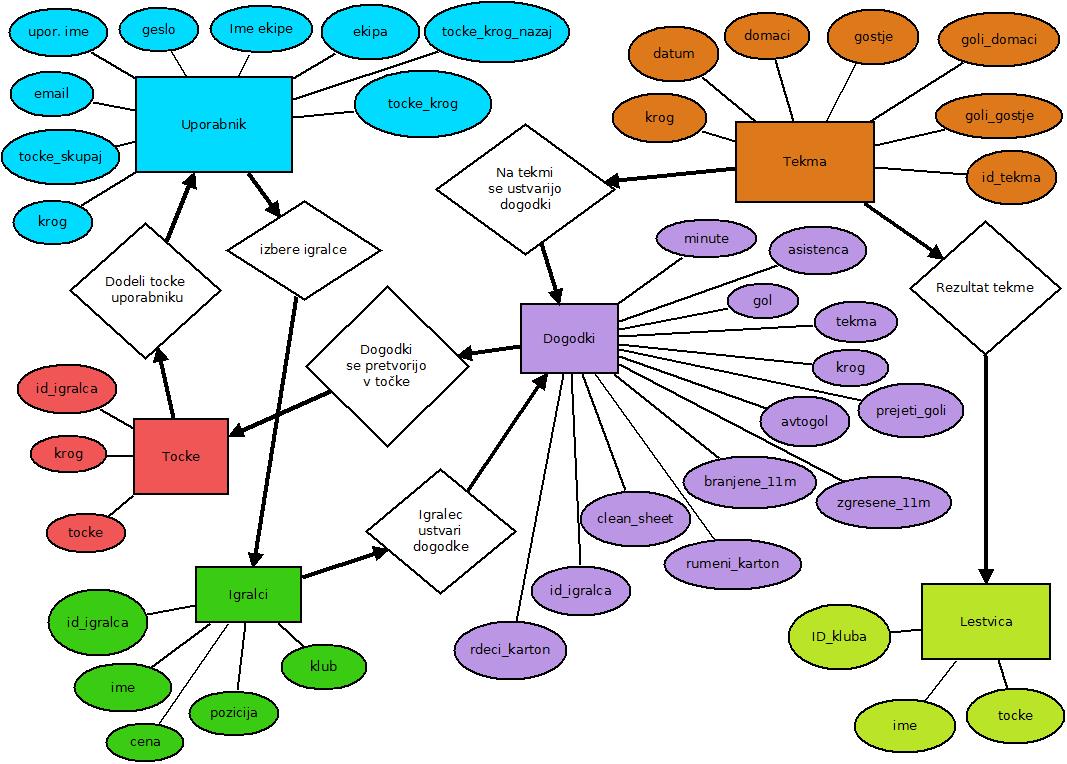 upor. ime
geslo
Ime ekipe
ekipa
tocke_krog_nazaj
email
Uporabnik
tocke_krog
tocke_skupaj
krog
datum
domaci
gostje
goli_domaci
krog
goli_gostje
Tekma
id_tekma
Na tekmi
se ustvarijo
dogodki
izbere igralce
Dodeli tocke
uporabniku
Rezultat tekme
minute
asistenca
gol
tekma
krog
prejeti_goli
avtogol
Dogodki
Dogodki
se pretvorijo
v točke
id_igralca
krog
Tocke
tocke
branjene_11m
zgresene_11m
clean_sheet
rumeni_karton
id_igralca
rdeci_karton
Igralec
ustvari
dogodke
Igralci
id_igralca
ime
cena
pozicija
klub
Lestvica
ID_kluba
ime
tocke